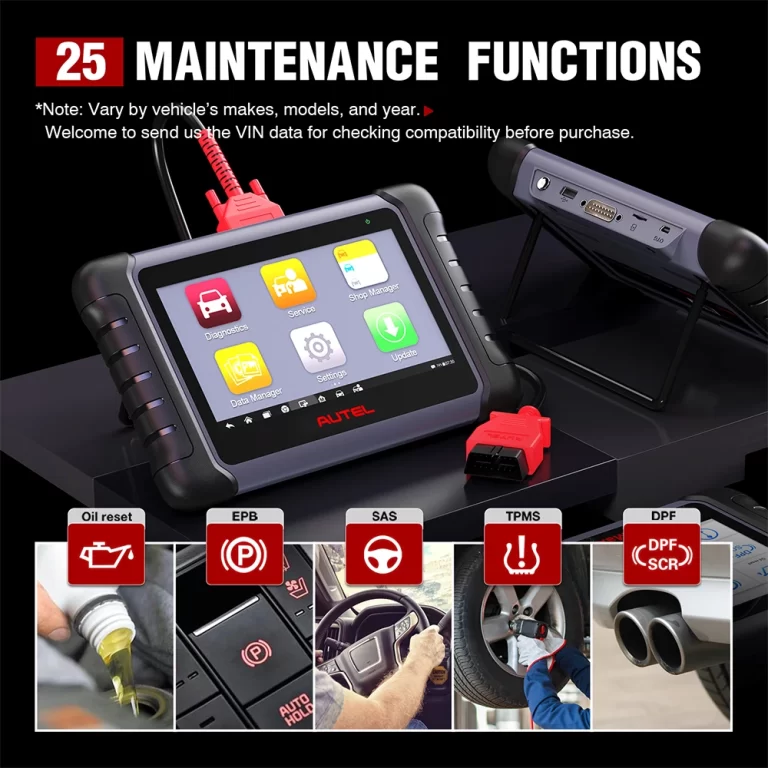 25 MAINTENANCE FUNCTIONS
*Note: Vary by vehicle's makes, models, and year.
Welcome to send us the VIN data for checking compatibility before purchase.
Diagnostics
Service
Shop Manager
Data Manager
Settings
Update
AUTEL
Oil reset
EPB
SAS
TPMS
DPF
DPF
SCR
AUTO
HOLD